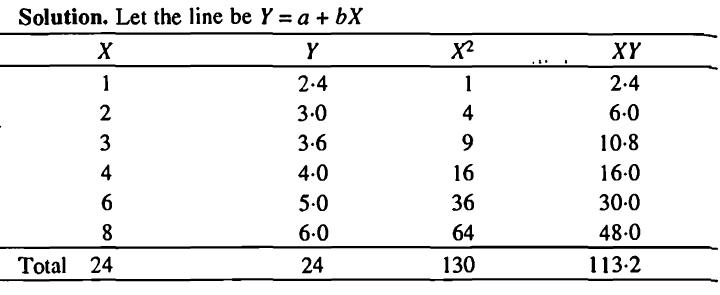 Solution. Let the line be Y = a + bX
X Y X² XY
1 2·4 1 2·4
2 3·0 4 6·0
3 3·6 9 10·8
4 4·0 16 16·0
6 5·0 36 30·0
8 6·0 64 48·0
Total 24 24 130 113·2